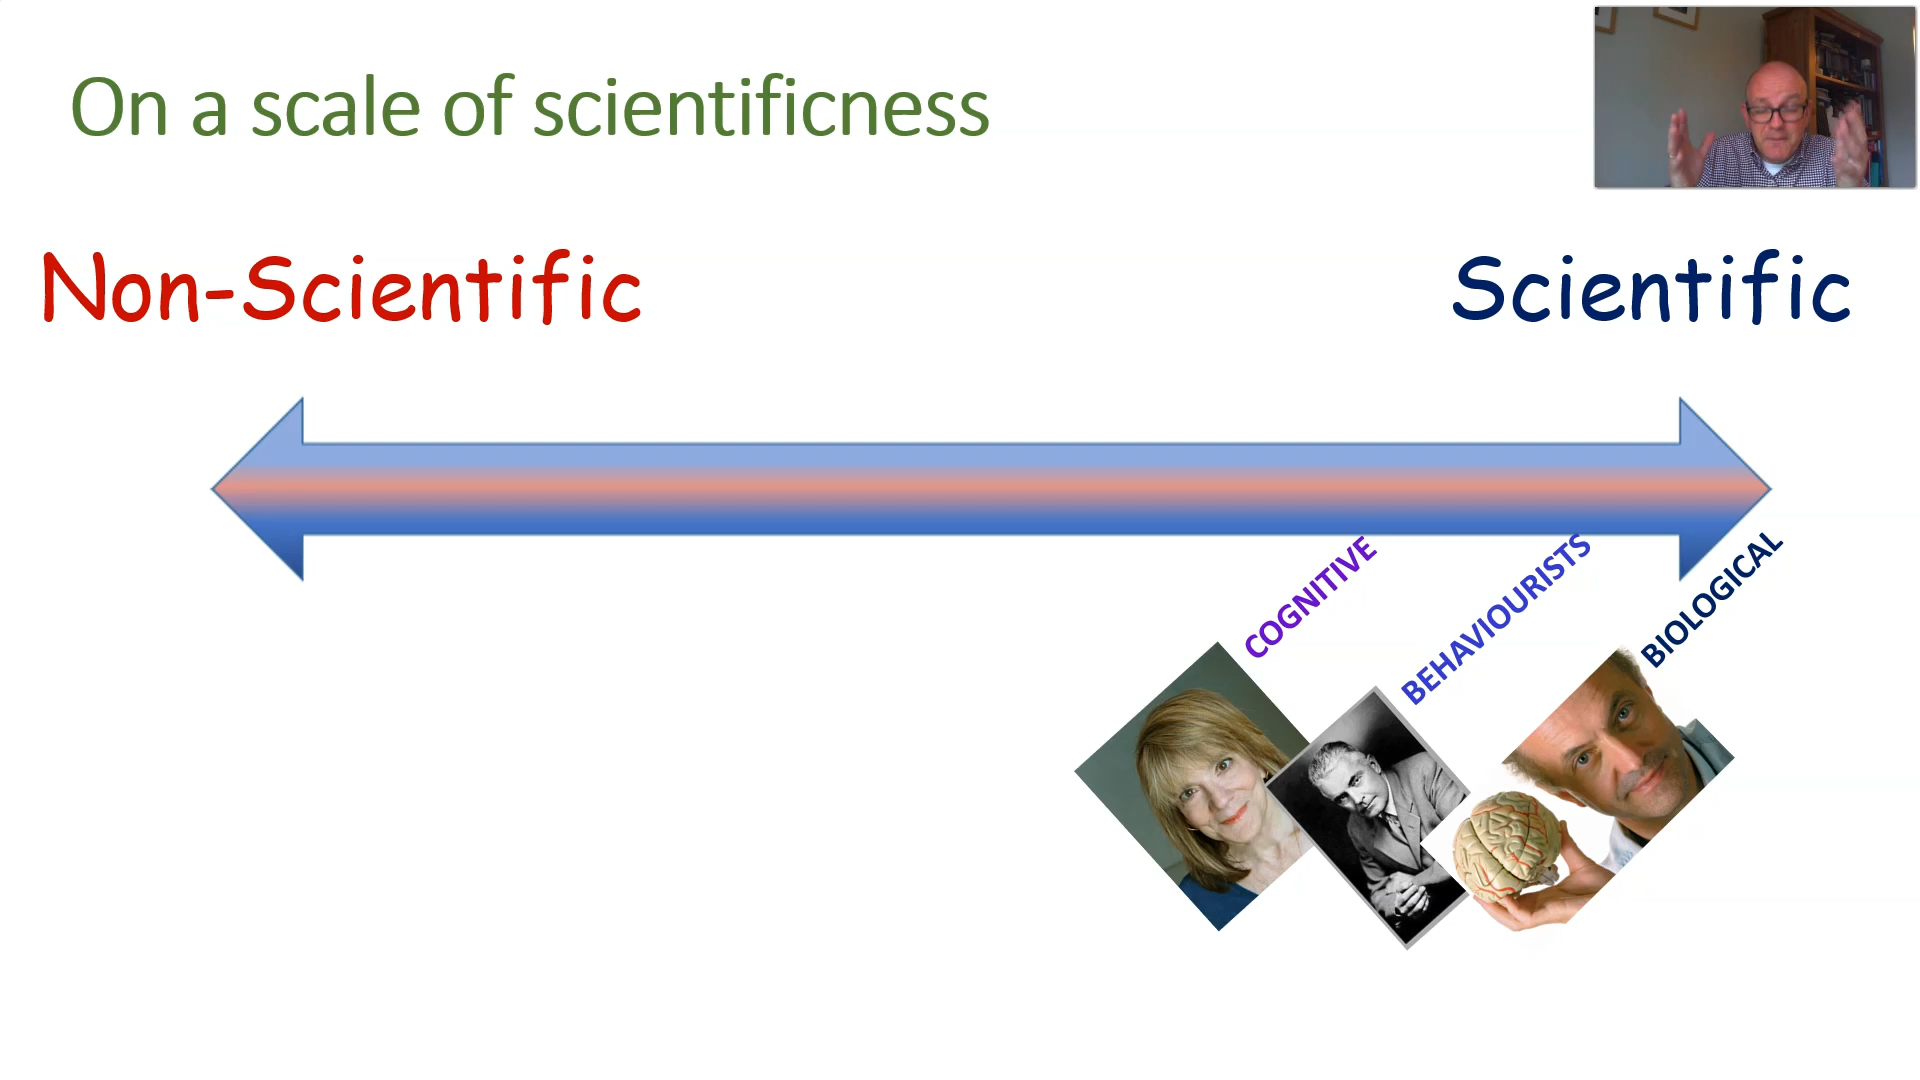 On a scale of scientificness
Non-Scientific
Scientific
COGNITIVE
BEHAVIOURISTS
BIOLOGICAL